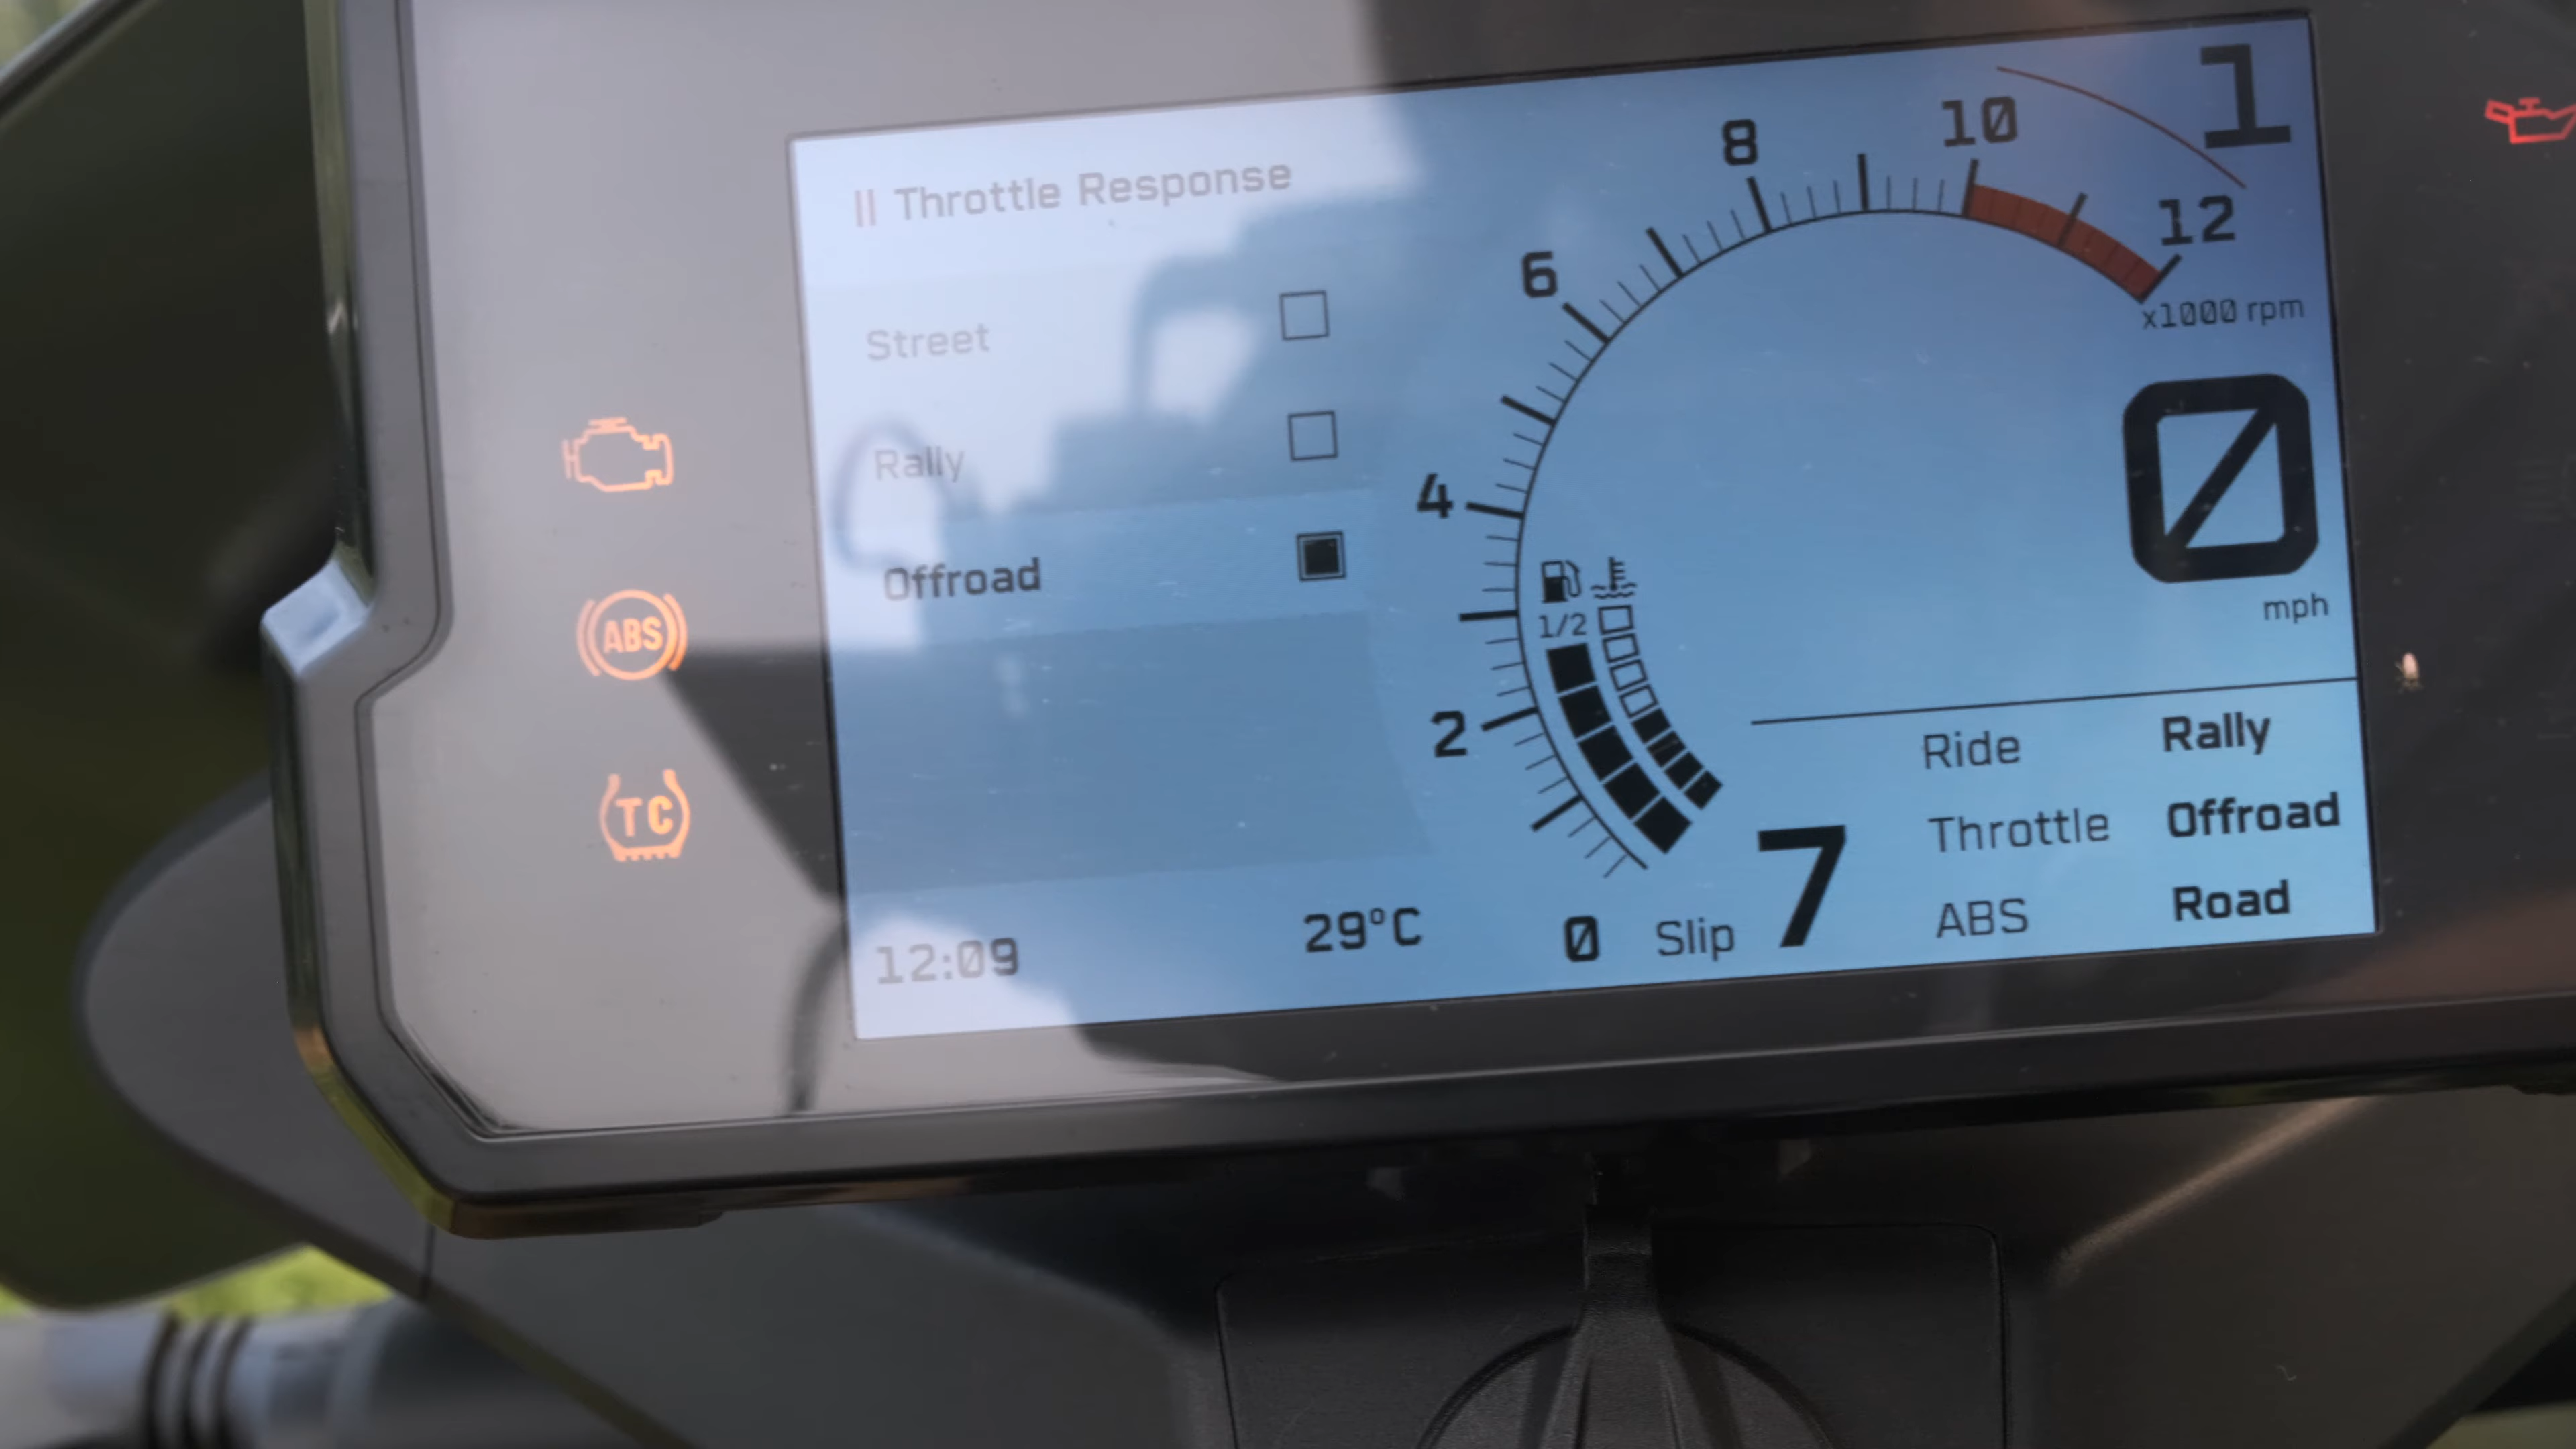 Throttle Response
Street
Rally
Offroad
12:09
29°C
ABS
TC
1
12
10
8
6
4
2
0
x1000 rpm
0
mph
1/2
Slip 7
Ride Rally
Throttle Offroad
ABS Road